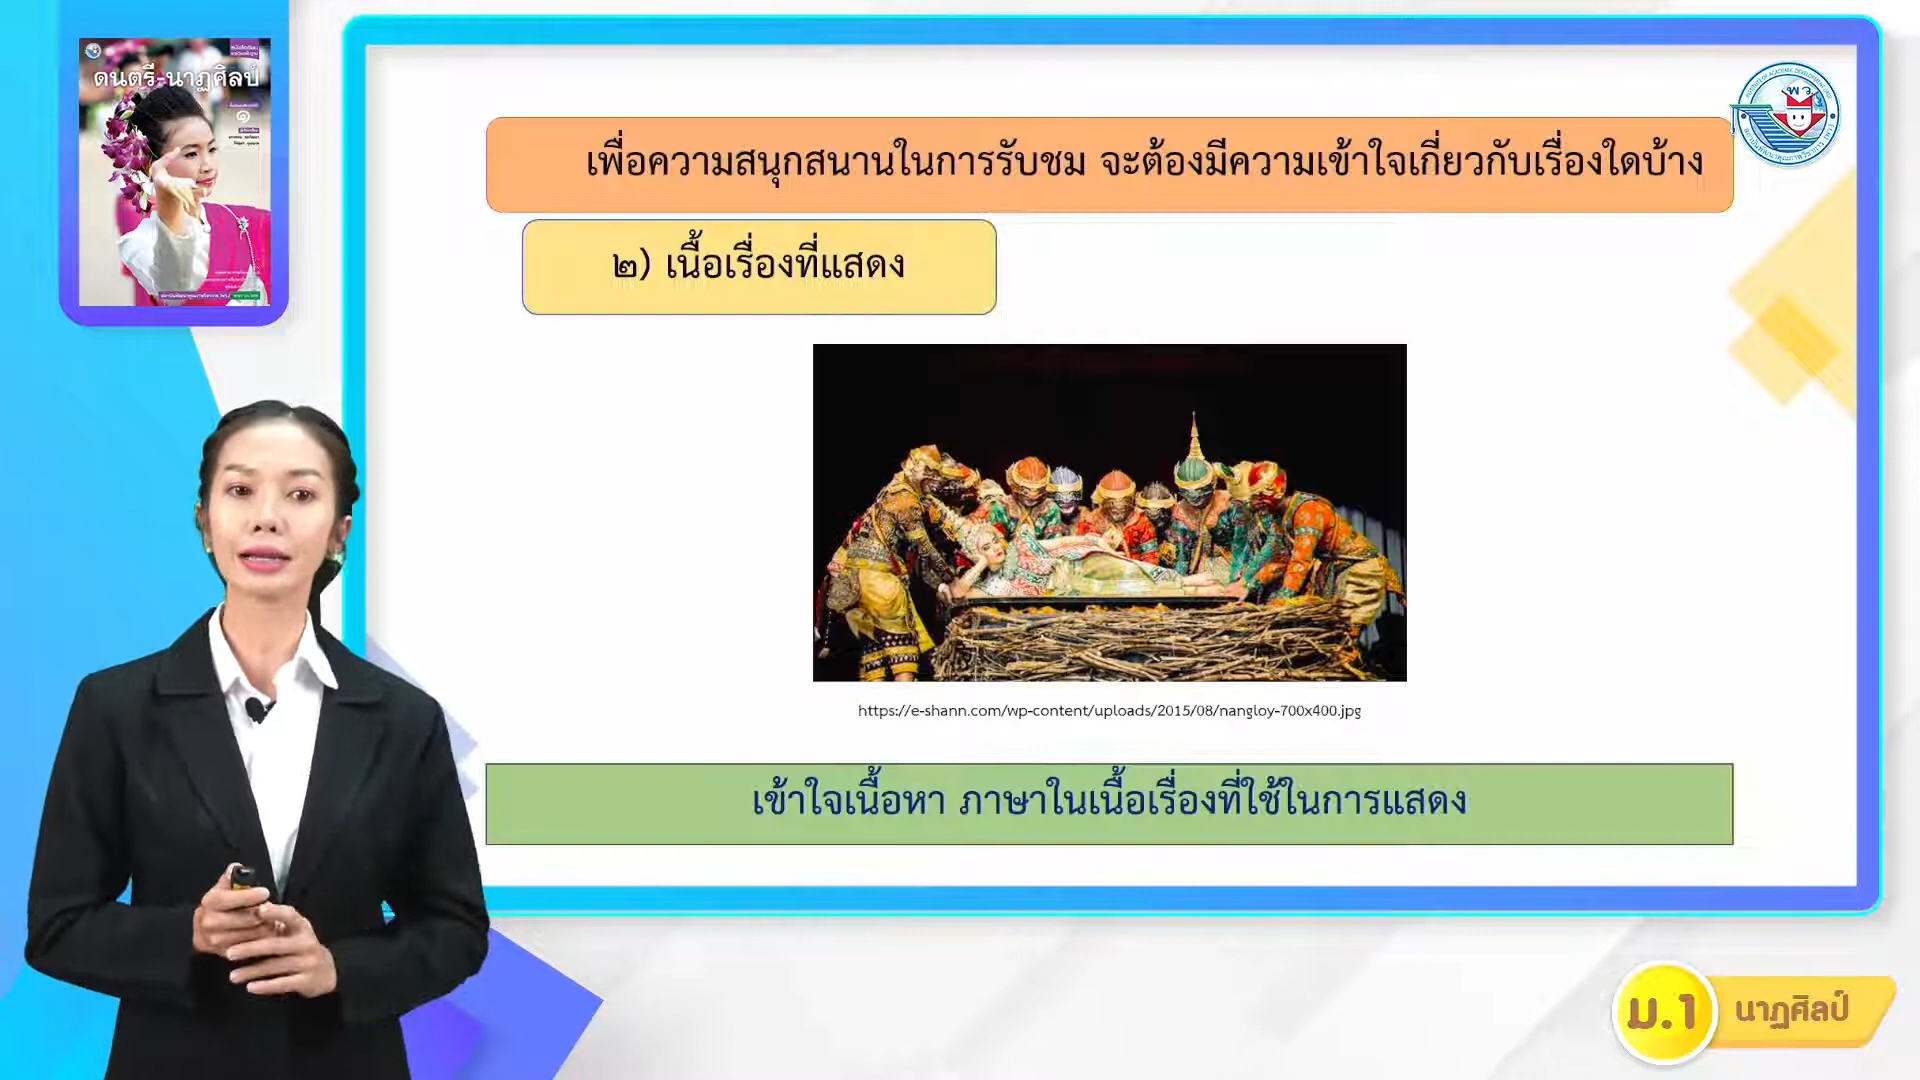 ดนตรี-นาฏศิลป์
๑
เพื่อความสนุกสนานในการรับชม จะต้องมีความเข้าใจเกี่ยวกับเรื่องใดบ้าง
พว
๒) เนื้อเรื่องที่แสดง
https://e-shann.com/wp-content/uploads/2015/08/nangloy-700x400.jpg
เข้าใจเนื้อหา ภาษาในเนื้อเรื่องที่ใช้ในการแสดง
ม.1 นาฏศิลป์